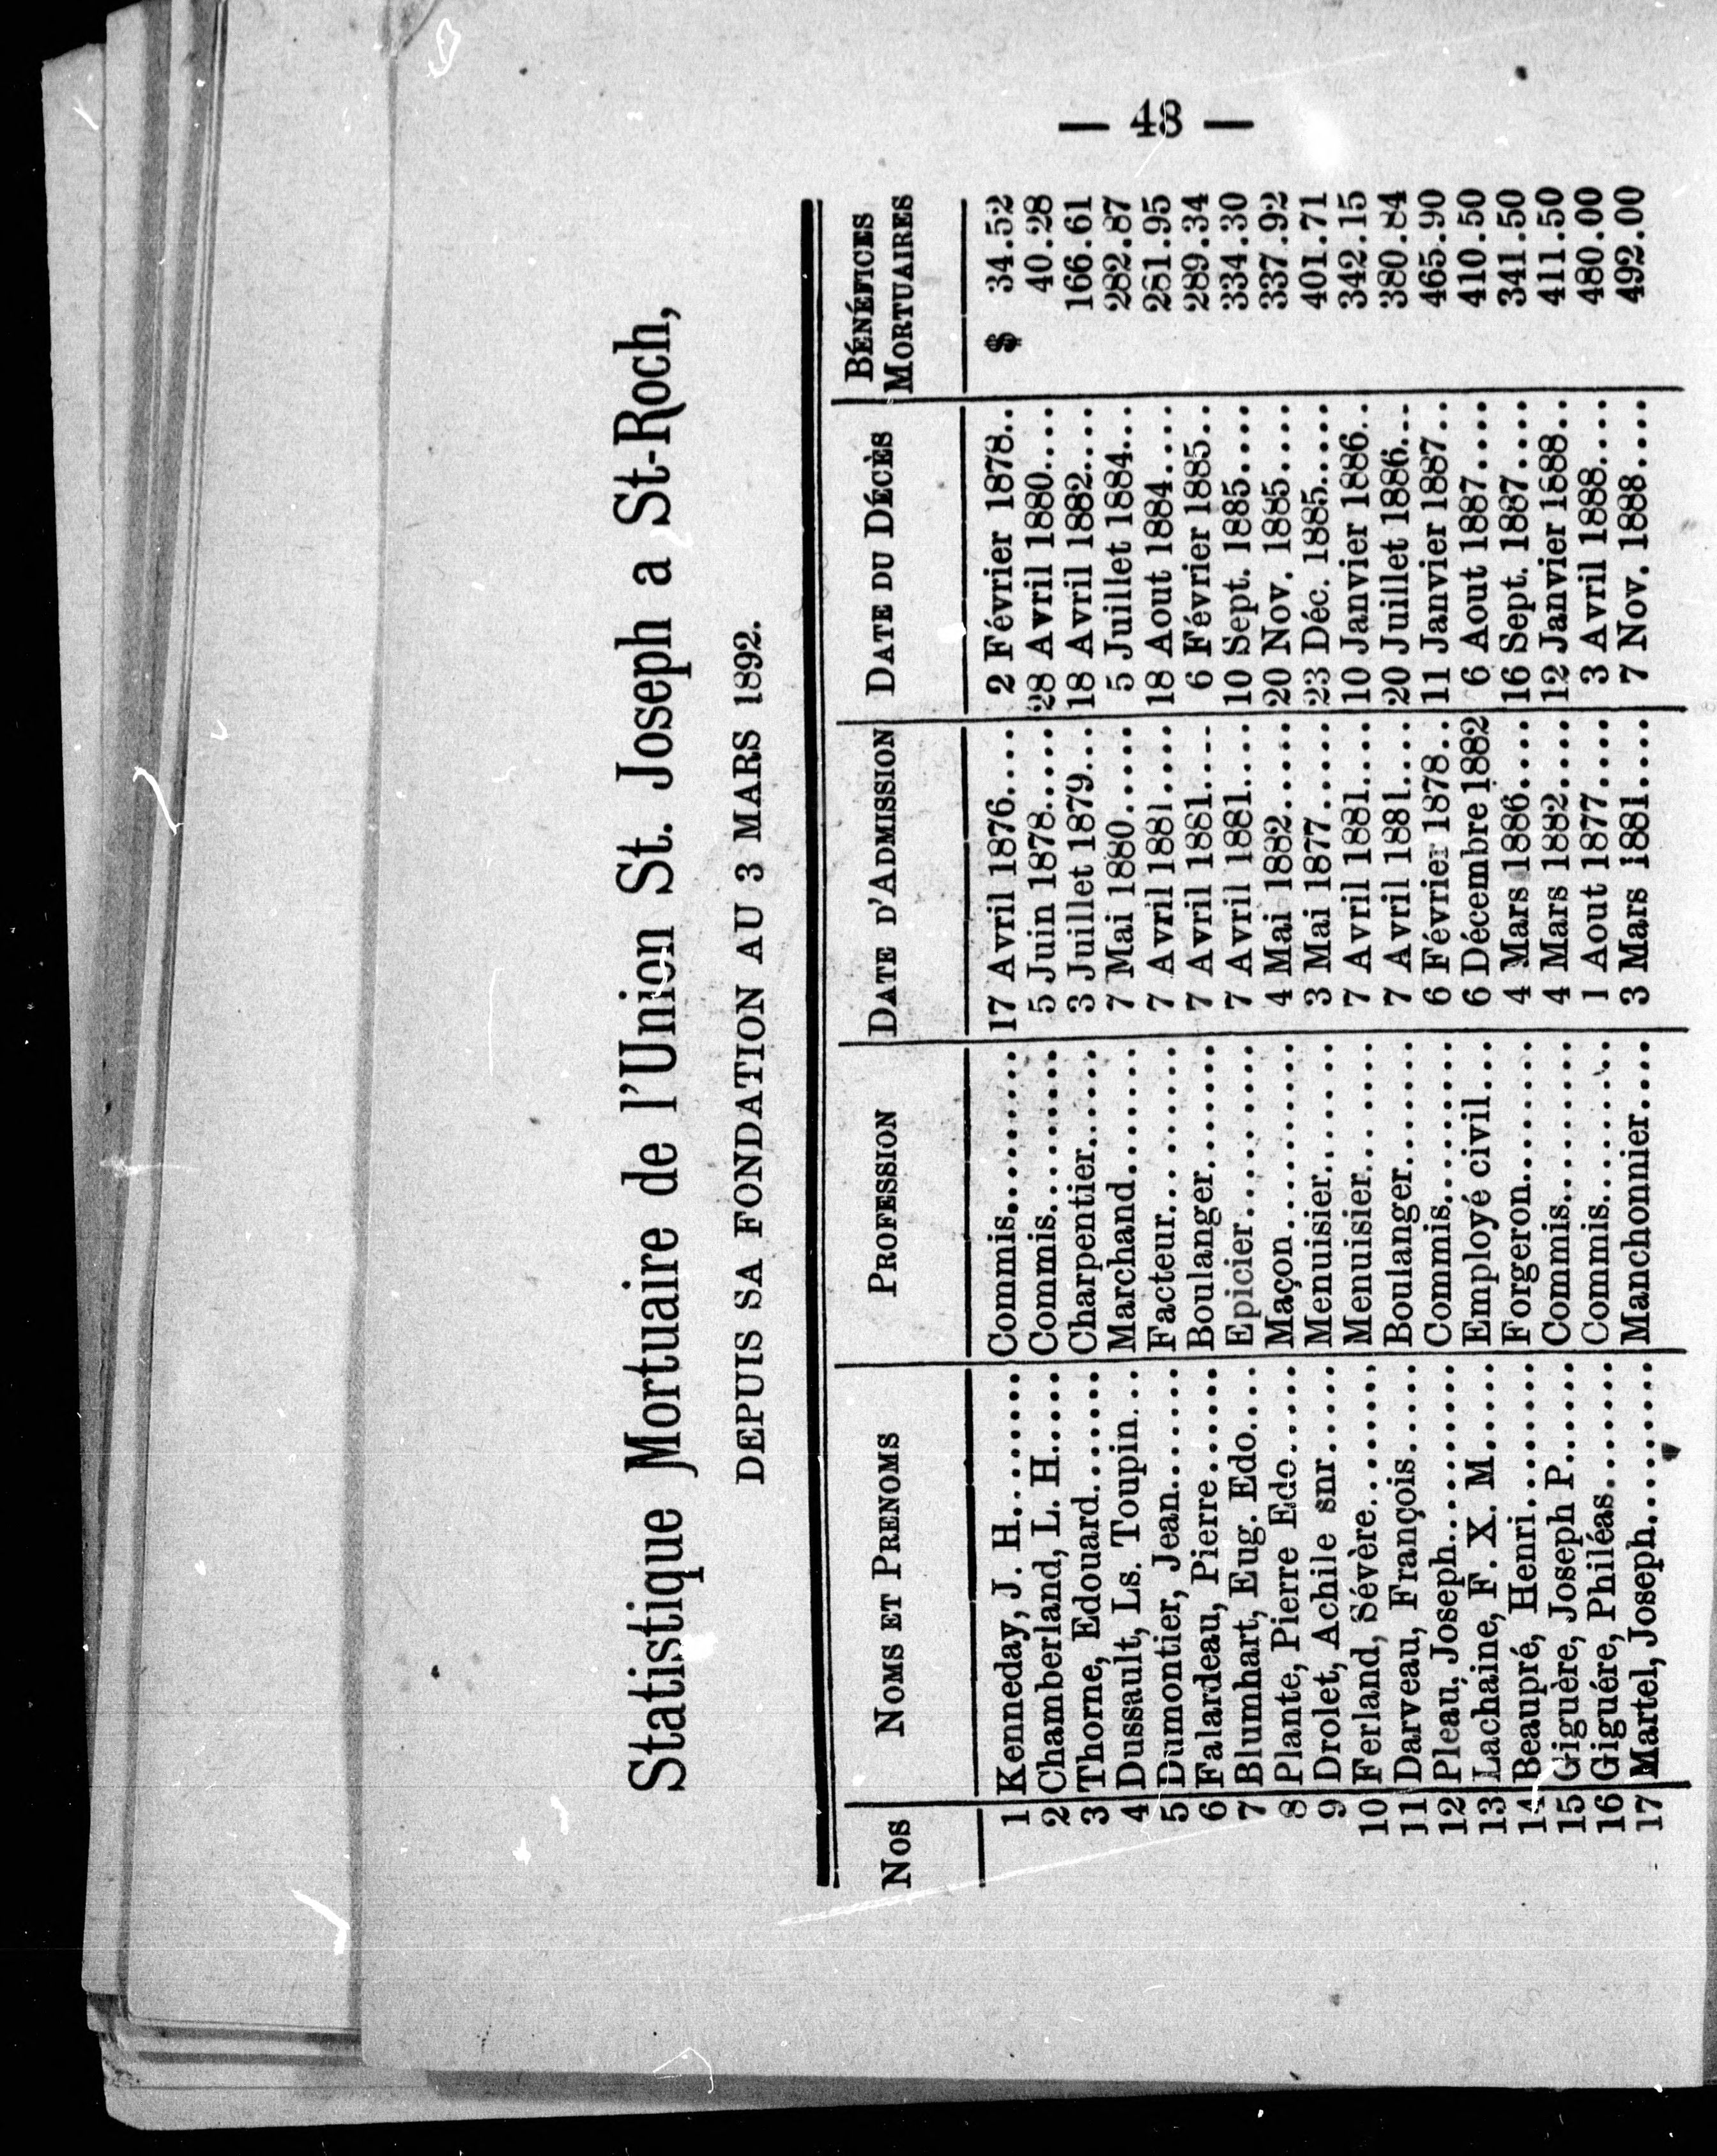 — 43 —
Statistique Mortuaire de l'Union St. Joseph a St-Roch,
DEPUIS SA FONDATION AU 3 MARS 1892.
Nos NOMS ET PRENOMS PROFESSION DATE D'ADMISSION DATE DU DÉCÈS BÉNÉFICES MORTUAIRES
1 Kenneday, J. H......... Commis.......... 17 Avril 1876.... 2 Février 1878.. $ 34.52
2 Chamberland, L. H..... Commis.......... 5 Juin 1878..... 28 Avril 1880.... 40.28
3 Thorne, Edouard....... Charpentier...... 3 Juillet 1879... 18 Avril 1882.... 166.61
4 Dussault, Ls. Toupin... Marchand........ 7 Mai 1880...... 5 Juillet 1884... 282.87
5 Dumontier, Jean........ Facteur.......... 7 Avril 1881.... 18 Aout 1884.... 281.95
6 Falardeau, Pierre....... Boulanger....... 7 Avril 1881.... 6 Février 1885.. 289.34
7 Blumhart, Eug. Edo.... Epicier.......... 7 Avril 1881.... 10 Sept. 1885.... 334.30
8 Plante, Pierre Edo...... Maçon........... 4 Mai 1882...... 20 Nov. 1885.... 337.92
9 Drolet, Achile snr...... Menuisier........ 3 Mai 1877...... 23 Déc. 1885..... 401.71
10 Ferland, Sévère......... Menuisier........ 7 Avril 1881.... 10 Janvier 1886.. 342.15
11 Darveau, François..... Boulanger....... 7 Avril 1881.... 20 Juillet 1886... 380.84
12 Pleau, Joseph.......... Commis......... 6 Février 1878.. 11 Janvier 1887.. 465.90
13 Lachaine, F. X. M...... Employé civil... 6 Décembre 1882 6 Aout 1887.... 410.50
14 Beaupré, Henri........ Forgeron........ 4 Mars 1886.... 16 Sept. 1887.... 341.50
15 Giguère, Joseph P...... Commis......... 4 Mars 1882..... 12 Janvier 1888.. 411.50
16 Giguére, Philéas........ Commis......... 1 Aout 1877.... 3 Avril 1888.... 480.00
17 Martel, Joseph.......... Manchonnier.... 3 Mars 1881.... 7 Nov. 1888.... 492.00